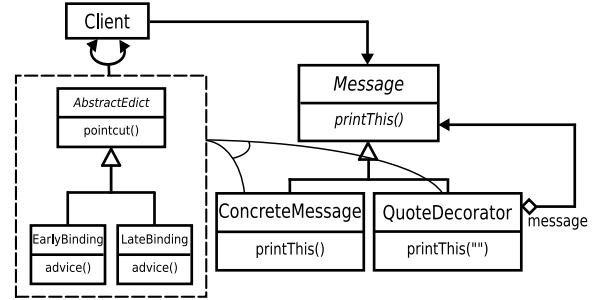 Client
AbstractEdict
pointcut()
EarlyBinding
advice()
LateBinding
advice()
Message
printThis()
ConcreteMessage
printThis()
QuoteDecorator
printThis("")
message